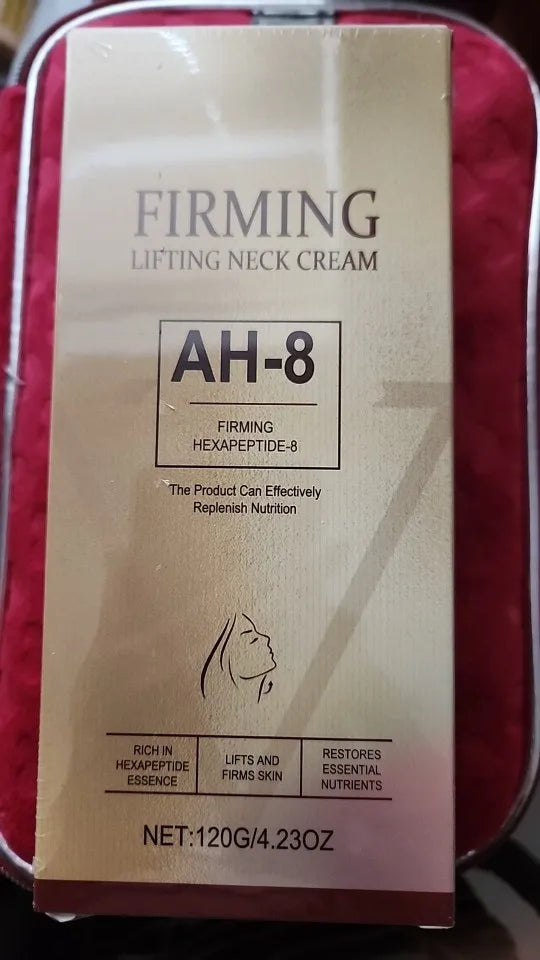 FIRMING
LIFTING NECK CREAM
AH-8
FIRMING
HEXAPEPTIDE-8
The Product Can Effectively
Replenish Nutrition
7
RICH IN
HEXAPEPTIDE
ESSENCE
LIFTS AND
FIRMS SKIN
RESTORES
ESSENTIAL
NUTRIENTS
NET:120G/4.23OZ